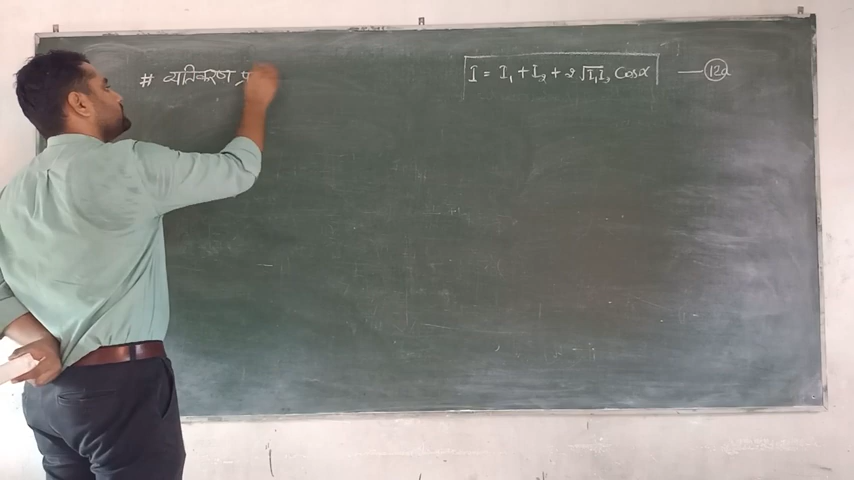 # व्यतिकरण प्र
I = I₁ + I₂ + 2 √I₁I₂ Cosα — 12a